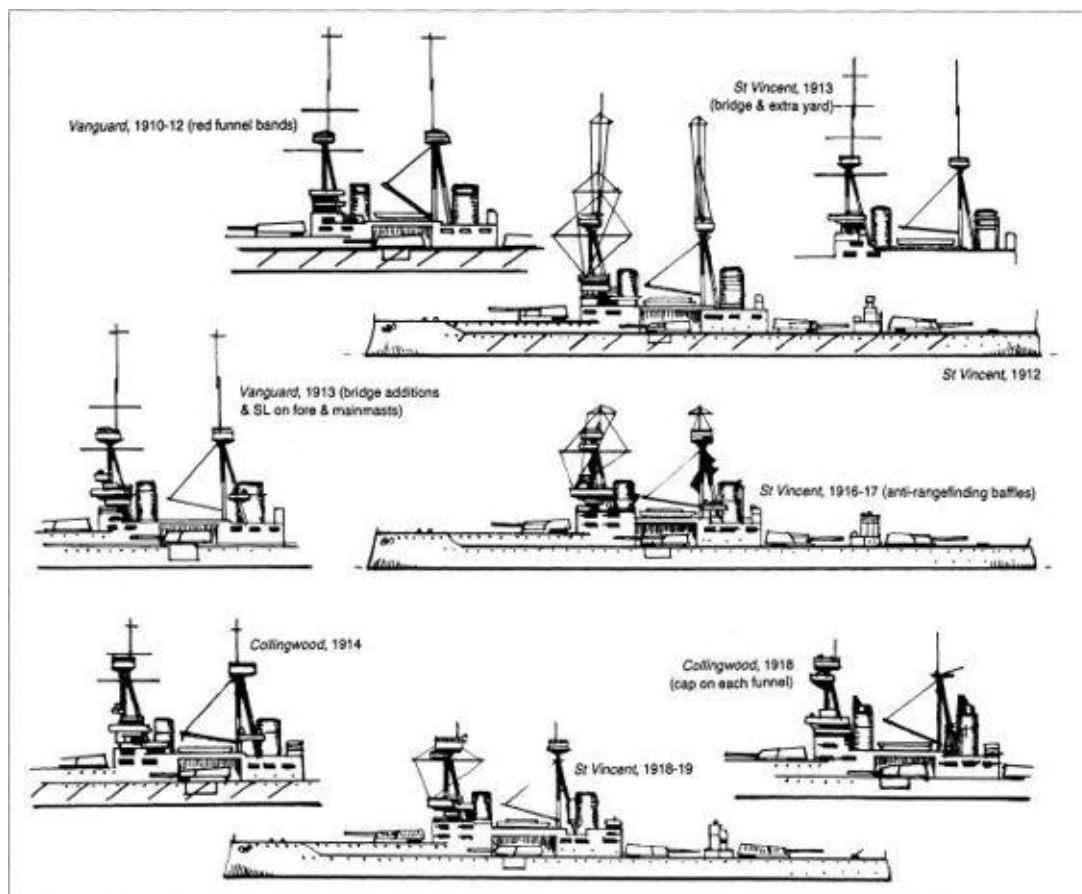 St Vincent, 1913
(bridge & extra yard)
Vanguard, 1910-12 (red funnel bands)
St Vincent, 1912
Vanguard, 1913 (bridge additions
& SL on fore & mainmasts)
St Vincent, 1916-17 (anti-rangefinding baffles)
Collingwood, 1914
Collingwood, 1918
(cap on each funnel)
St Vincent, 1918-19